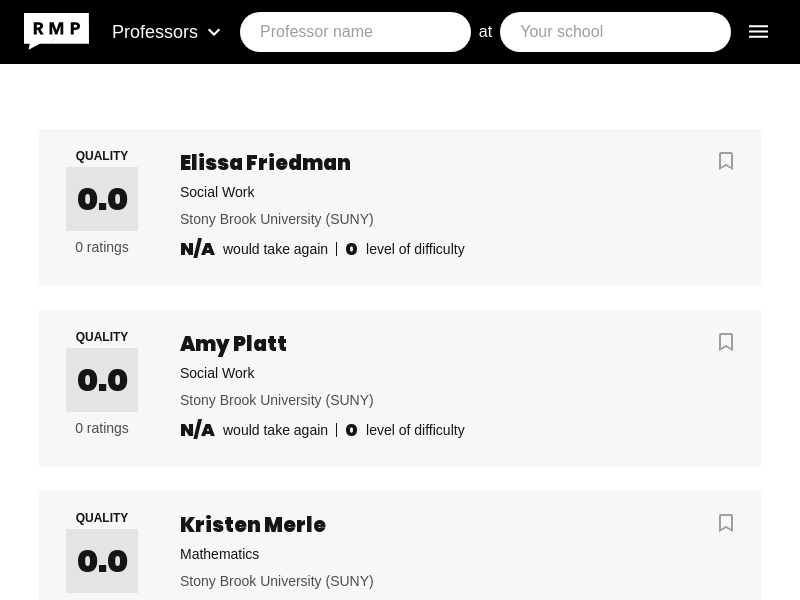 RMP Professors Professor name at Your school
QUALITY
0.0
0 ratings
Elissa Friedman
Social Work
Stony Brook University (SUNY)
N/A would take again 0 level of difficulty
QUALITY
0.0
0 ratings
Amy Platt
Social Work
Stony Brook University (SUNY)
N/A would take again 0 level of difficulty
QUALITY
0.0
Kristen Merle
Mathematics
Stony Brook University (SUNY)